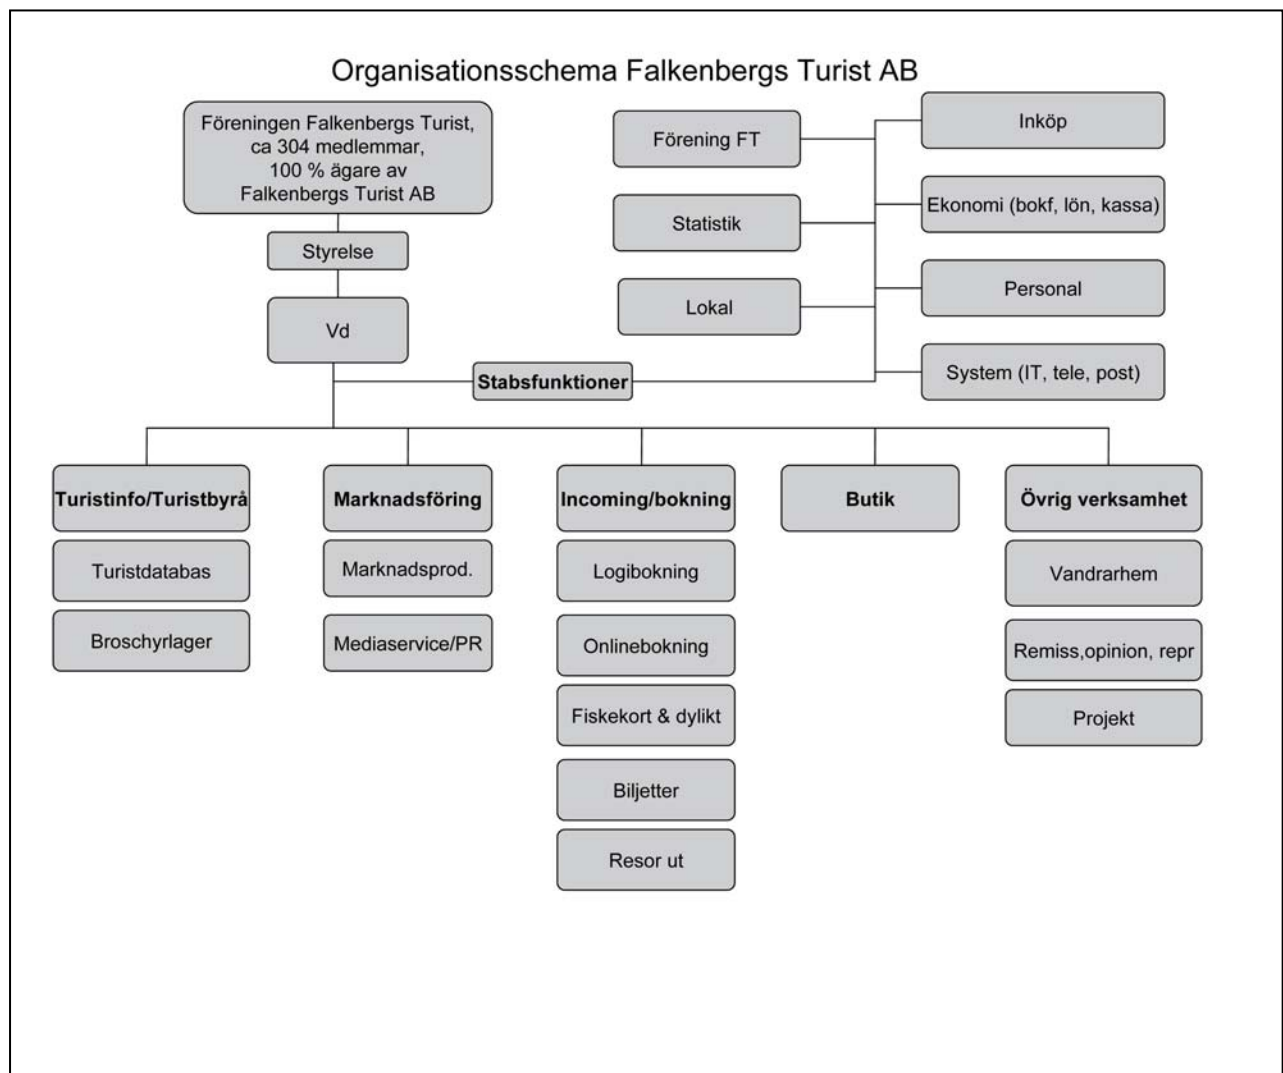 Organisationsschema Falkenbergs Turist AB
Föreningen Falkenbergs Turist,
ca 304 medlemmar,
100 % ägare av
Falkenbergs Turist AB
Styrelse
Vd
Stabsfunktioner
Förening FT
Statistik
Lokal
Inköp
Ekonomi (bokf, lön, kassa)
Personal
System (IT, tele, post)
Turistinfo/Turistbyrå
Turistdatabas
Broschyrlager
Marknadsföring
Marknadsprod.
Mediaservice/PR
Incoming/bokning
Logibokning
Onlinebokning
Fiskekort & dylikt
Biljetter
Resor ut
Butik
Övrig verksamhet
Vandrarhem
Remiss,opinion, repr
Projekt